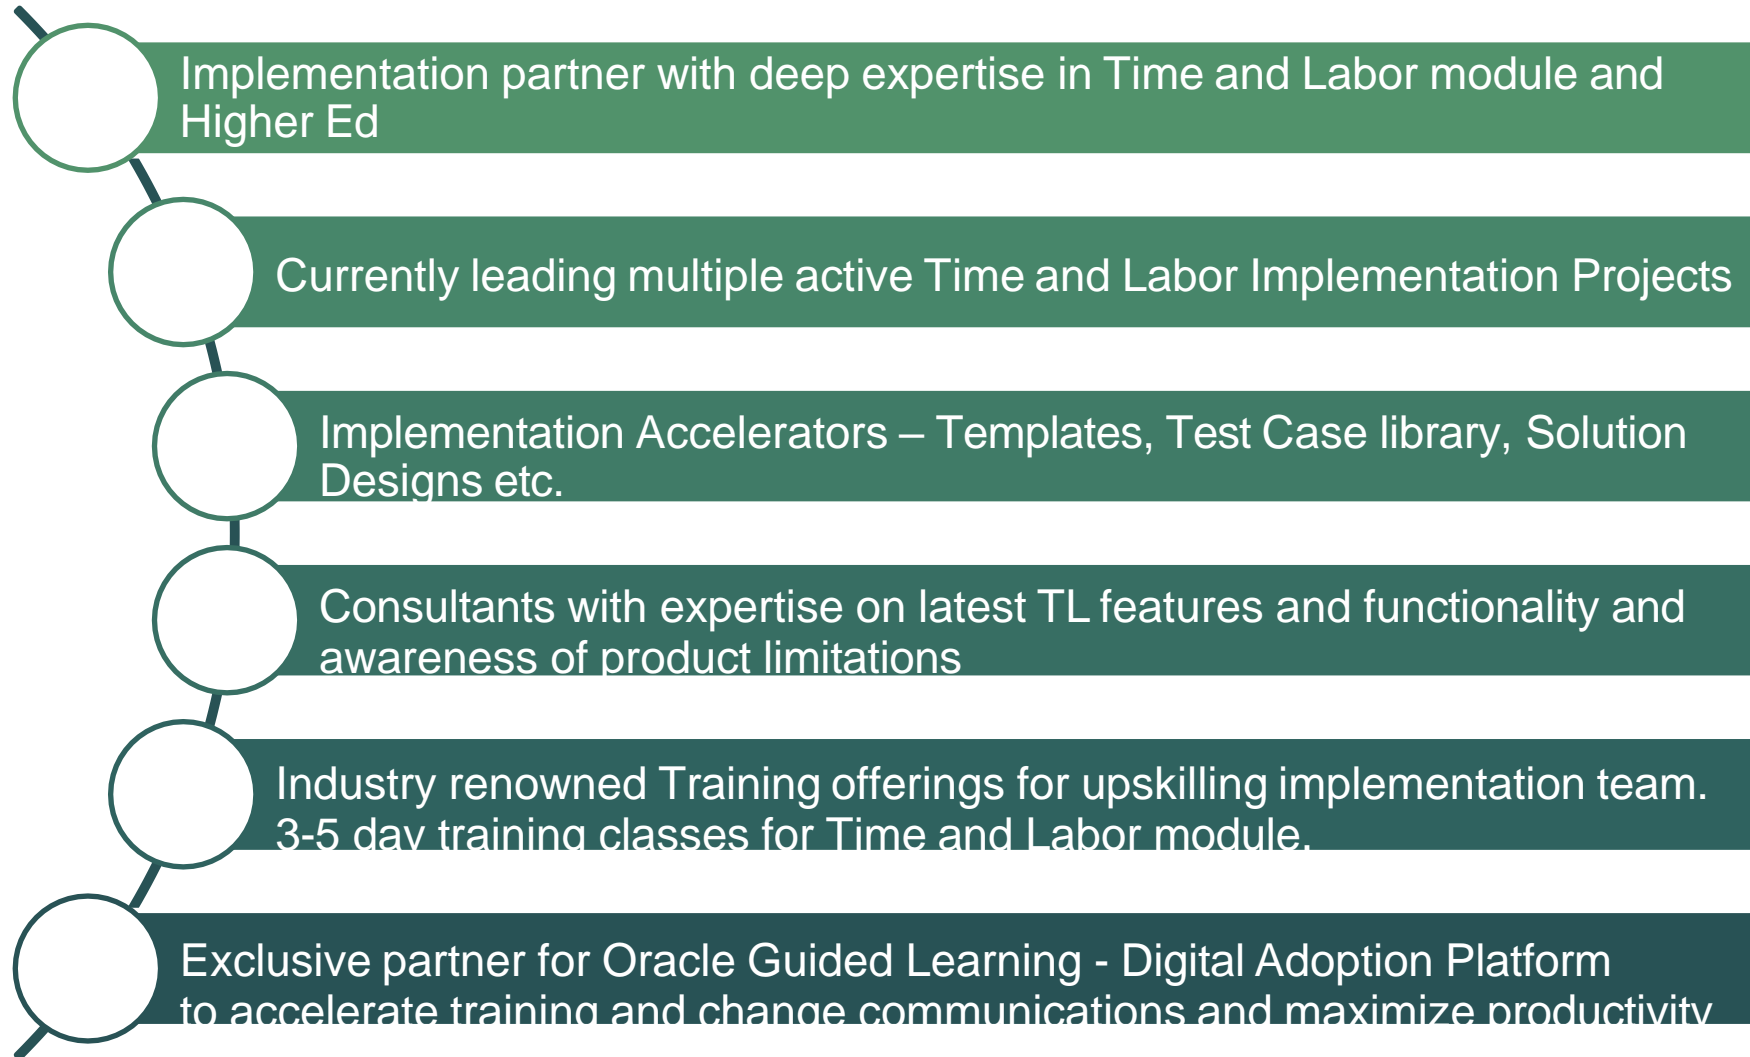 Implementation partner with deep expertise in Time and Labor module and
Higher Ed
Currently leading multiple active Time and Labor Implementation Projects
Implementation Accelerators – Templates, Test Case library, Solution
Designs etc.
Consultants with expertise on latest TL features and functionality and
awareness of product limitations
Industry renowned Training offerings for upskilling implementation team.
3-5 day training classes for Time and Labor module.
Exclusive partner for Oracle Guided Learning - Digital Adoption Platform
to accelerate training and change communications and maximize productivity